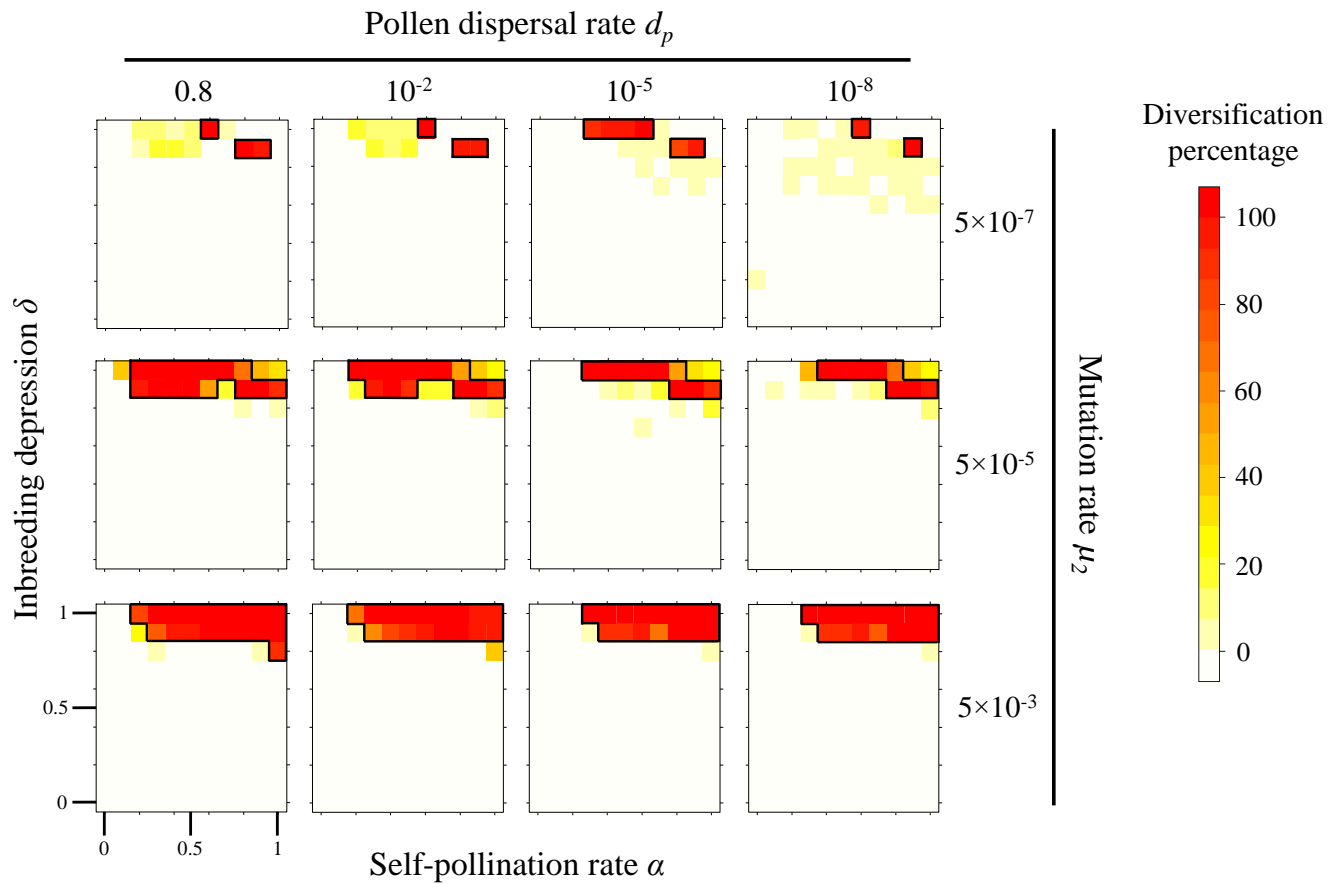 Pollen dispersal rate d_p
0.8 10⁻² 10⁻⁵ 10⁻⁸
Diversification
percentage
100
80
60
40
20
0
5×10⁻⁷
5×10⁻⁵
5×10⁻³
Mutation rate μ₂
Inbreeding depression δ
1
0.5
0
0 0.5 1
Self-pollination rate α